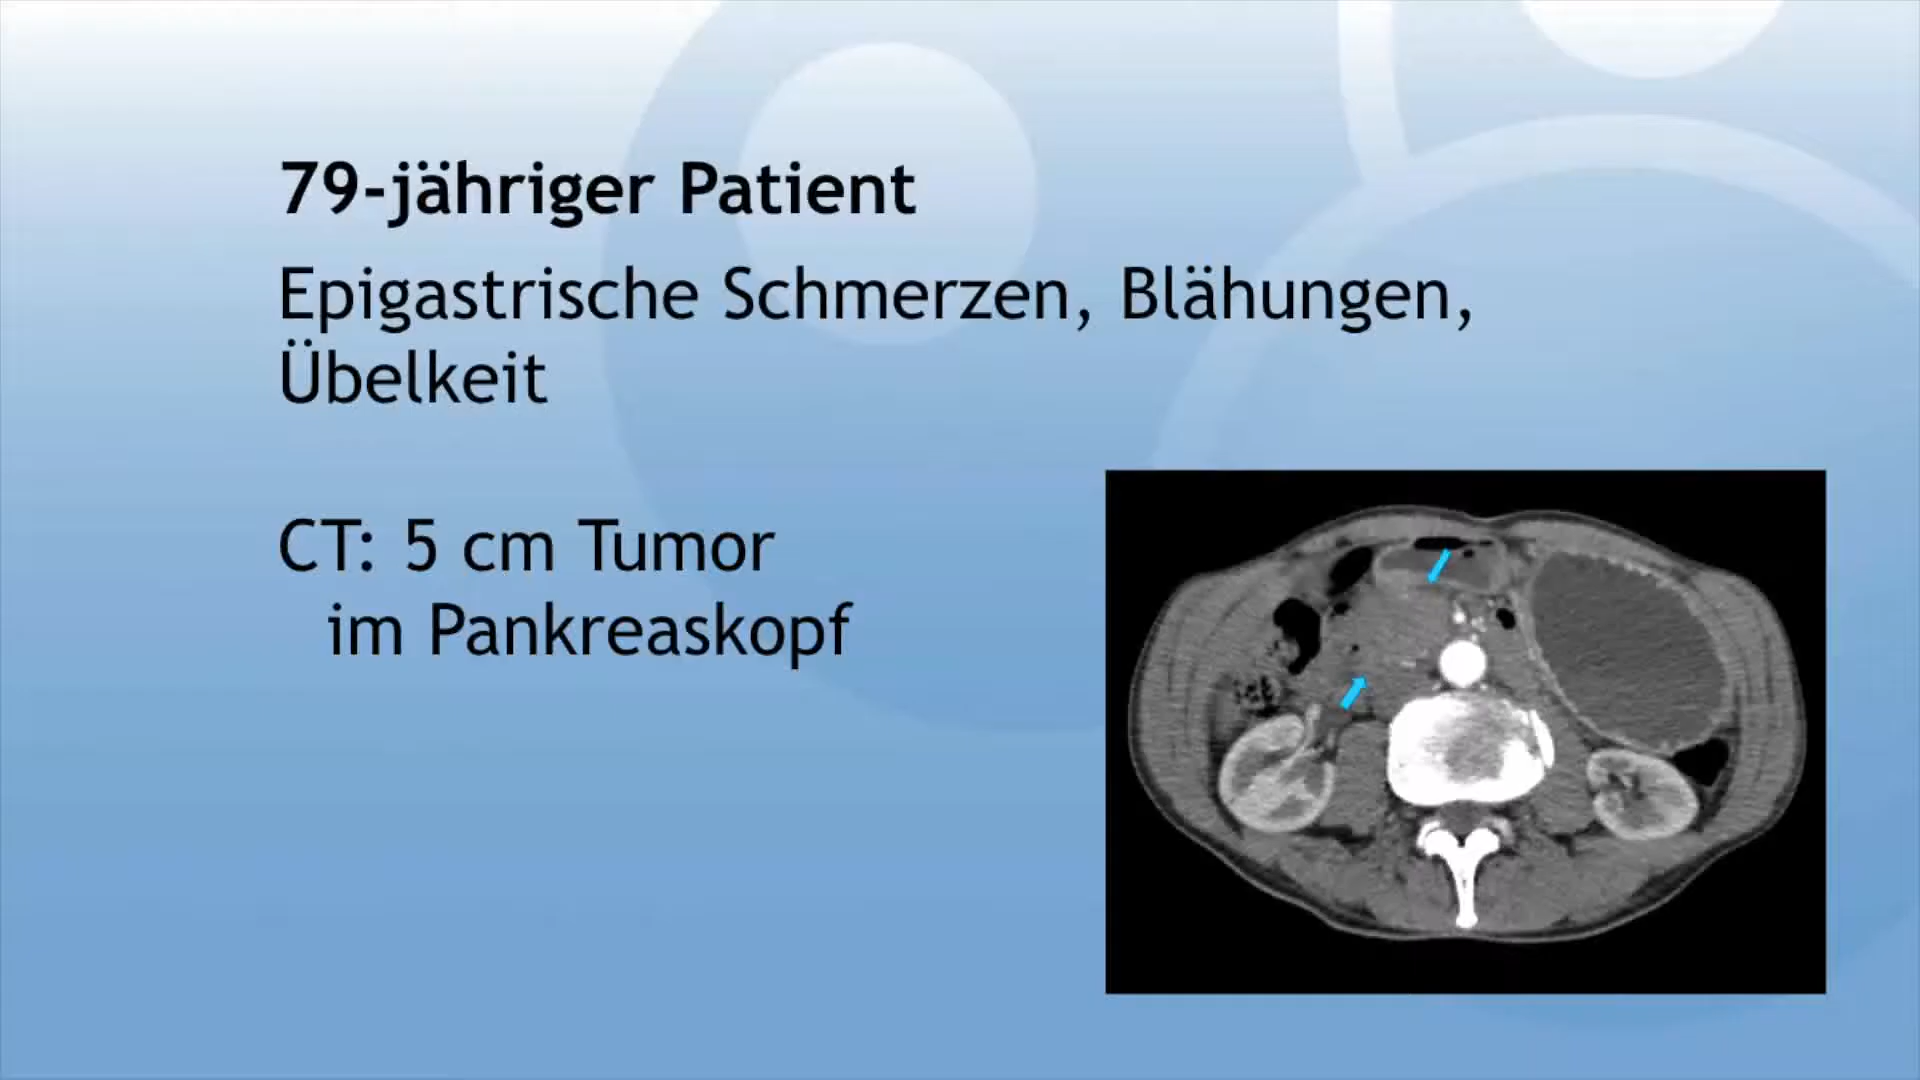 79-jähriger Patient
Epigastrische Schmerzen, Blähungen,
Übelkeit
CT: 5 cm Tumor
im Pankreaskopf